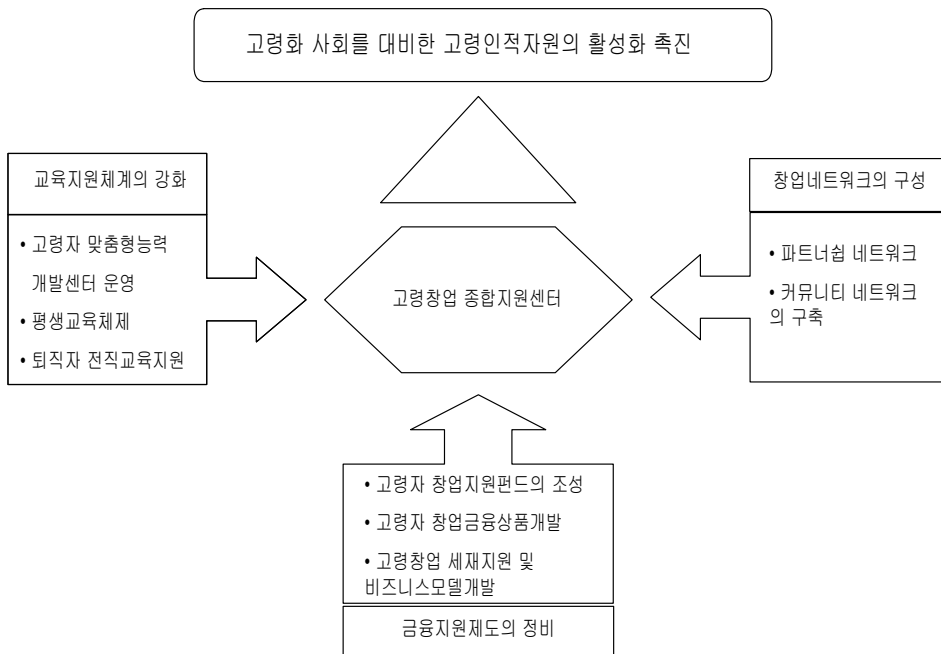 고령화 사회를 대비한 고령인적자원의 활성화 촉진
교육지원체계의 강화
• 고령자 맞춤형능력
개발센터 운영
• 평생교육체제
• 퇴직자 전직교육지원
고령창업 종합지원센터
창업네트워크의 구성
• 파트너쉽 네트워크
• 커뮤니티 네트워크
의 구축
• 고령자 창업지원펀드의 조성
• 고령자 창업금융상품개발
• 고령창업 세재지원 및
비즈니스모델개발
금융지원제도의 정비